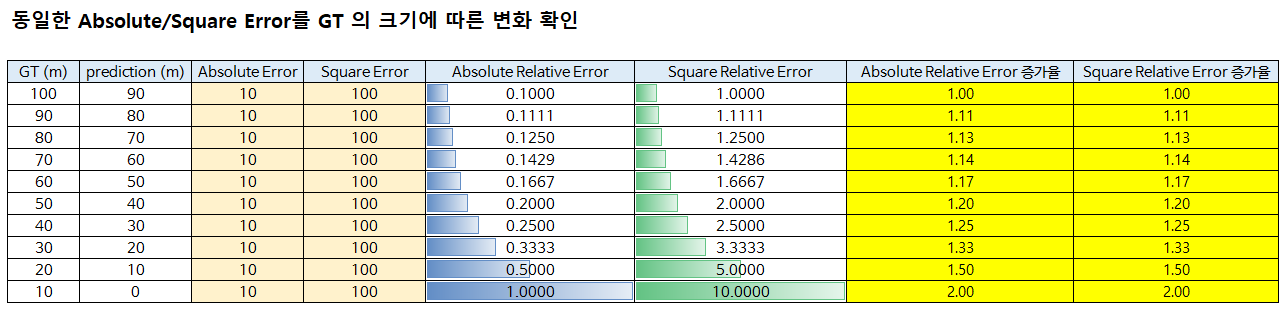 동일한 Absolute/Square Error를 GT 의 크기에 따른 변화 확인
GT (m) prediction (m) Absolute Error Square Error Absolute Relative Error Square Relative Error Absolute Relative Error 증가율 Square Relative Error 증가율
100 90 10 100 0.1000 1.0000 1.00 1.00
90 80 10 100 0.1111 1.1111 1.11 1.11
80 70 10 100 0.1250 1.2500 1.13 1.13
70 60 10 100 0.1429 1.4286 1.14 1.14
60 50 10 100 0.1667 1.6667 1.17 1.17
50 40 10 100 0.2000 2.0000 1.20 1.20
40 30 10 100 0.2500 2.5000 1.25 1.25
30 20 10 100 0.3333 3.3333 1.33 1.33
20 10 10 100 0.5000 5.0000 1.50 1.50
10 0 10 100 1.0000 10.0000 2.00 2.00